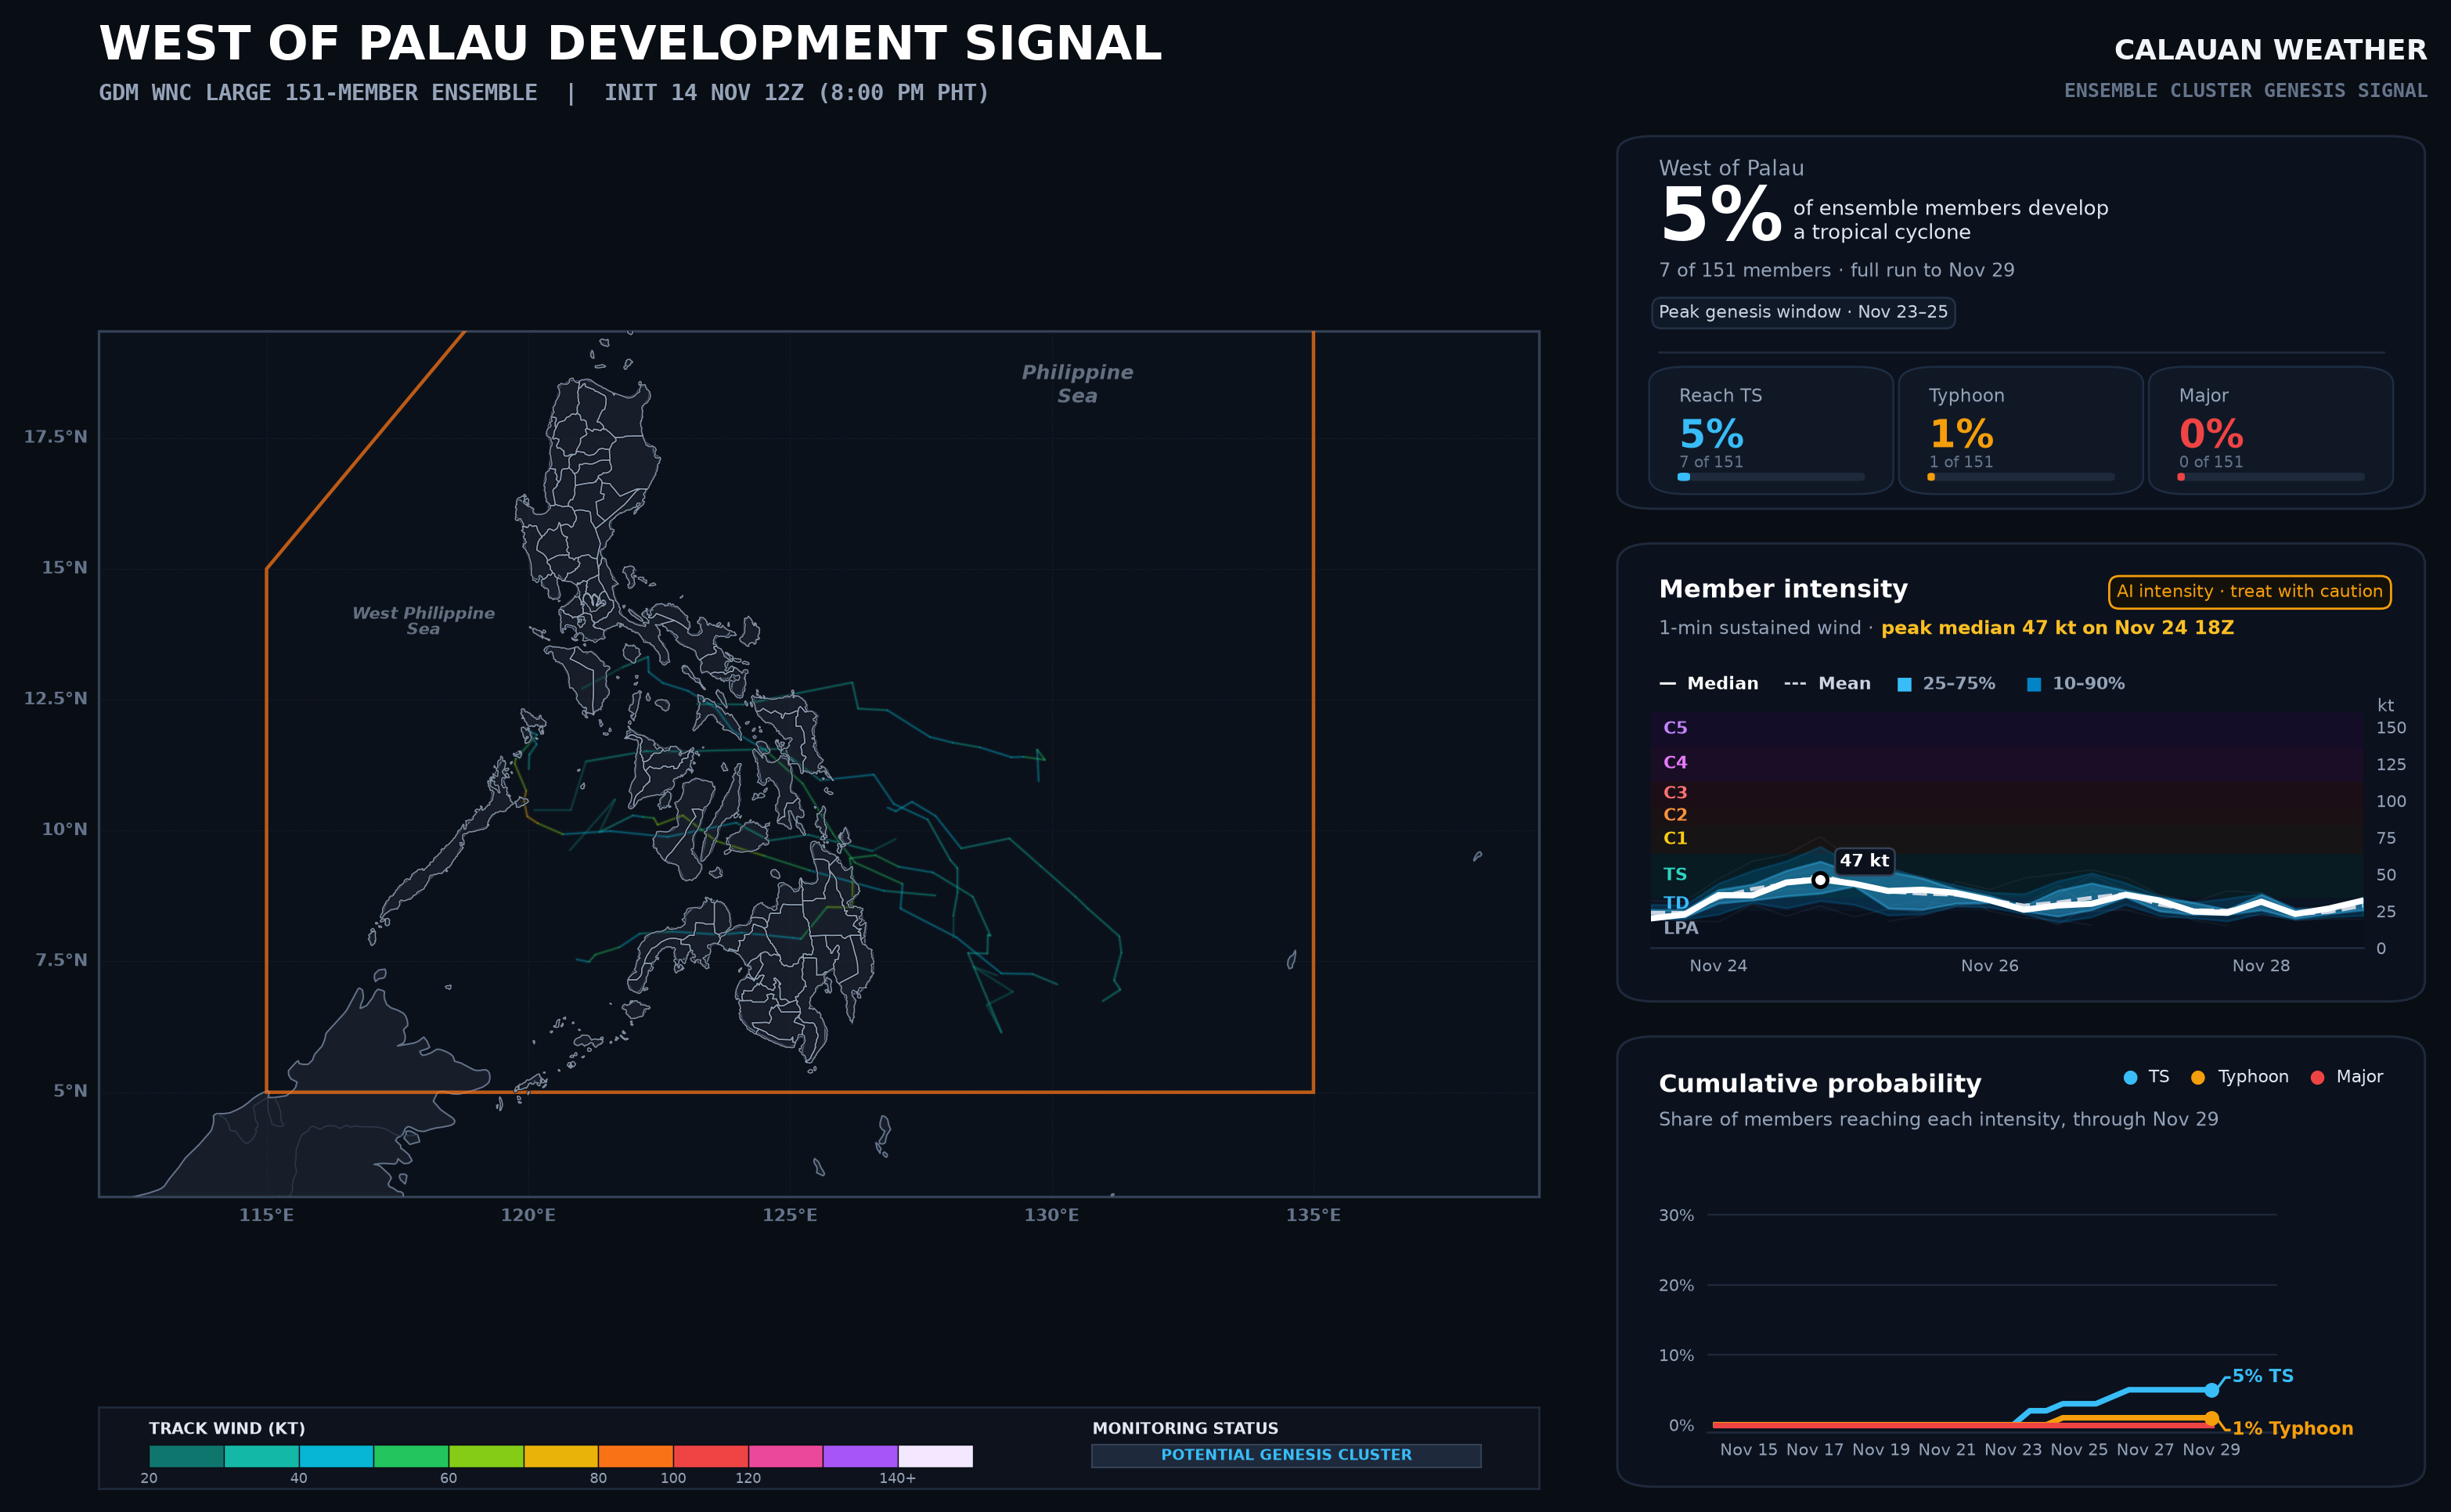 WEST OF PALAU DEVELOPMENT SIGNAL
GDM WNC LARGE 151-MEMBER ENSEMBLE | INIT 14 NOV 12Z (8:00 PM PHT)
CALAUAN WEATHER
ENSEMBLE CLUSTER GENESIS SIGNAL
Philippine
Sea
West Philippine
Sea
17.5°N
15°N
12.5°N
10°N
7.5°N
5°N
115°E
120°E
125°E
130°E
135°E
TRACK WIND (KT)
20
40
60
80
100
120
140+
MONITORING STATUS
POTENTIAL GENESIS CLUSTER
West of Palau
5% of ensemble members develop
a tropical cyclone
7 of 151 members · full run to Nov 29
Peak genesis window · Nov 23–25
Reach TS
5%
7 of 151
Typhoon
1%
1 of 151
Major
0%
0 of 151
Member intensity
AI intensity · treat with caution
1-min sustained wind · peak median 47 kt on Nov 24 18Z
Median
Mean
25–75%
10–90%
kt
C5
C4
C3
C2
C1
TS
TD
LPA
47 kt
150
125
100
75
50
25
0
Nov 24
Nov 26
Nov 28
Cumulative probability
TS
Typhoon
Major
Share of members reaching each intensity, through Nov 29
30%
20%
10%
0%
5% TS
1% Typhoon
Nov 15
Nov 17
Nov 19
Nov 21
Nov 23
Nov 25
Nov 27
Nov 29